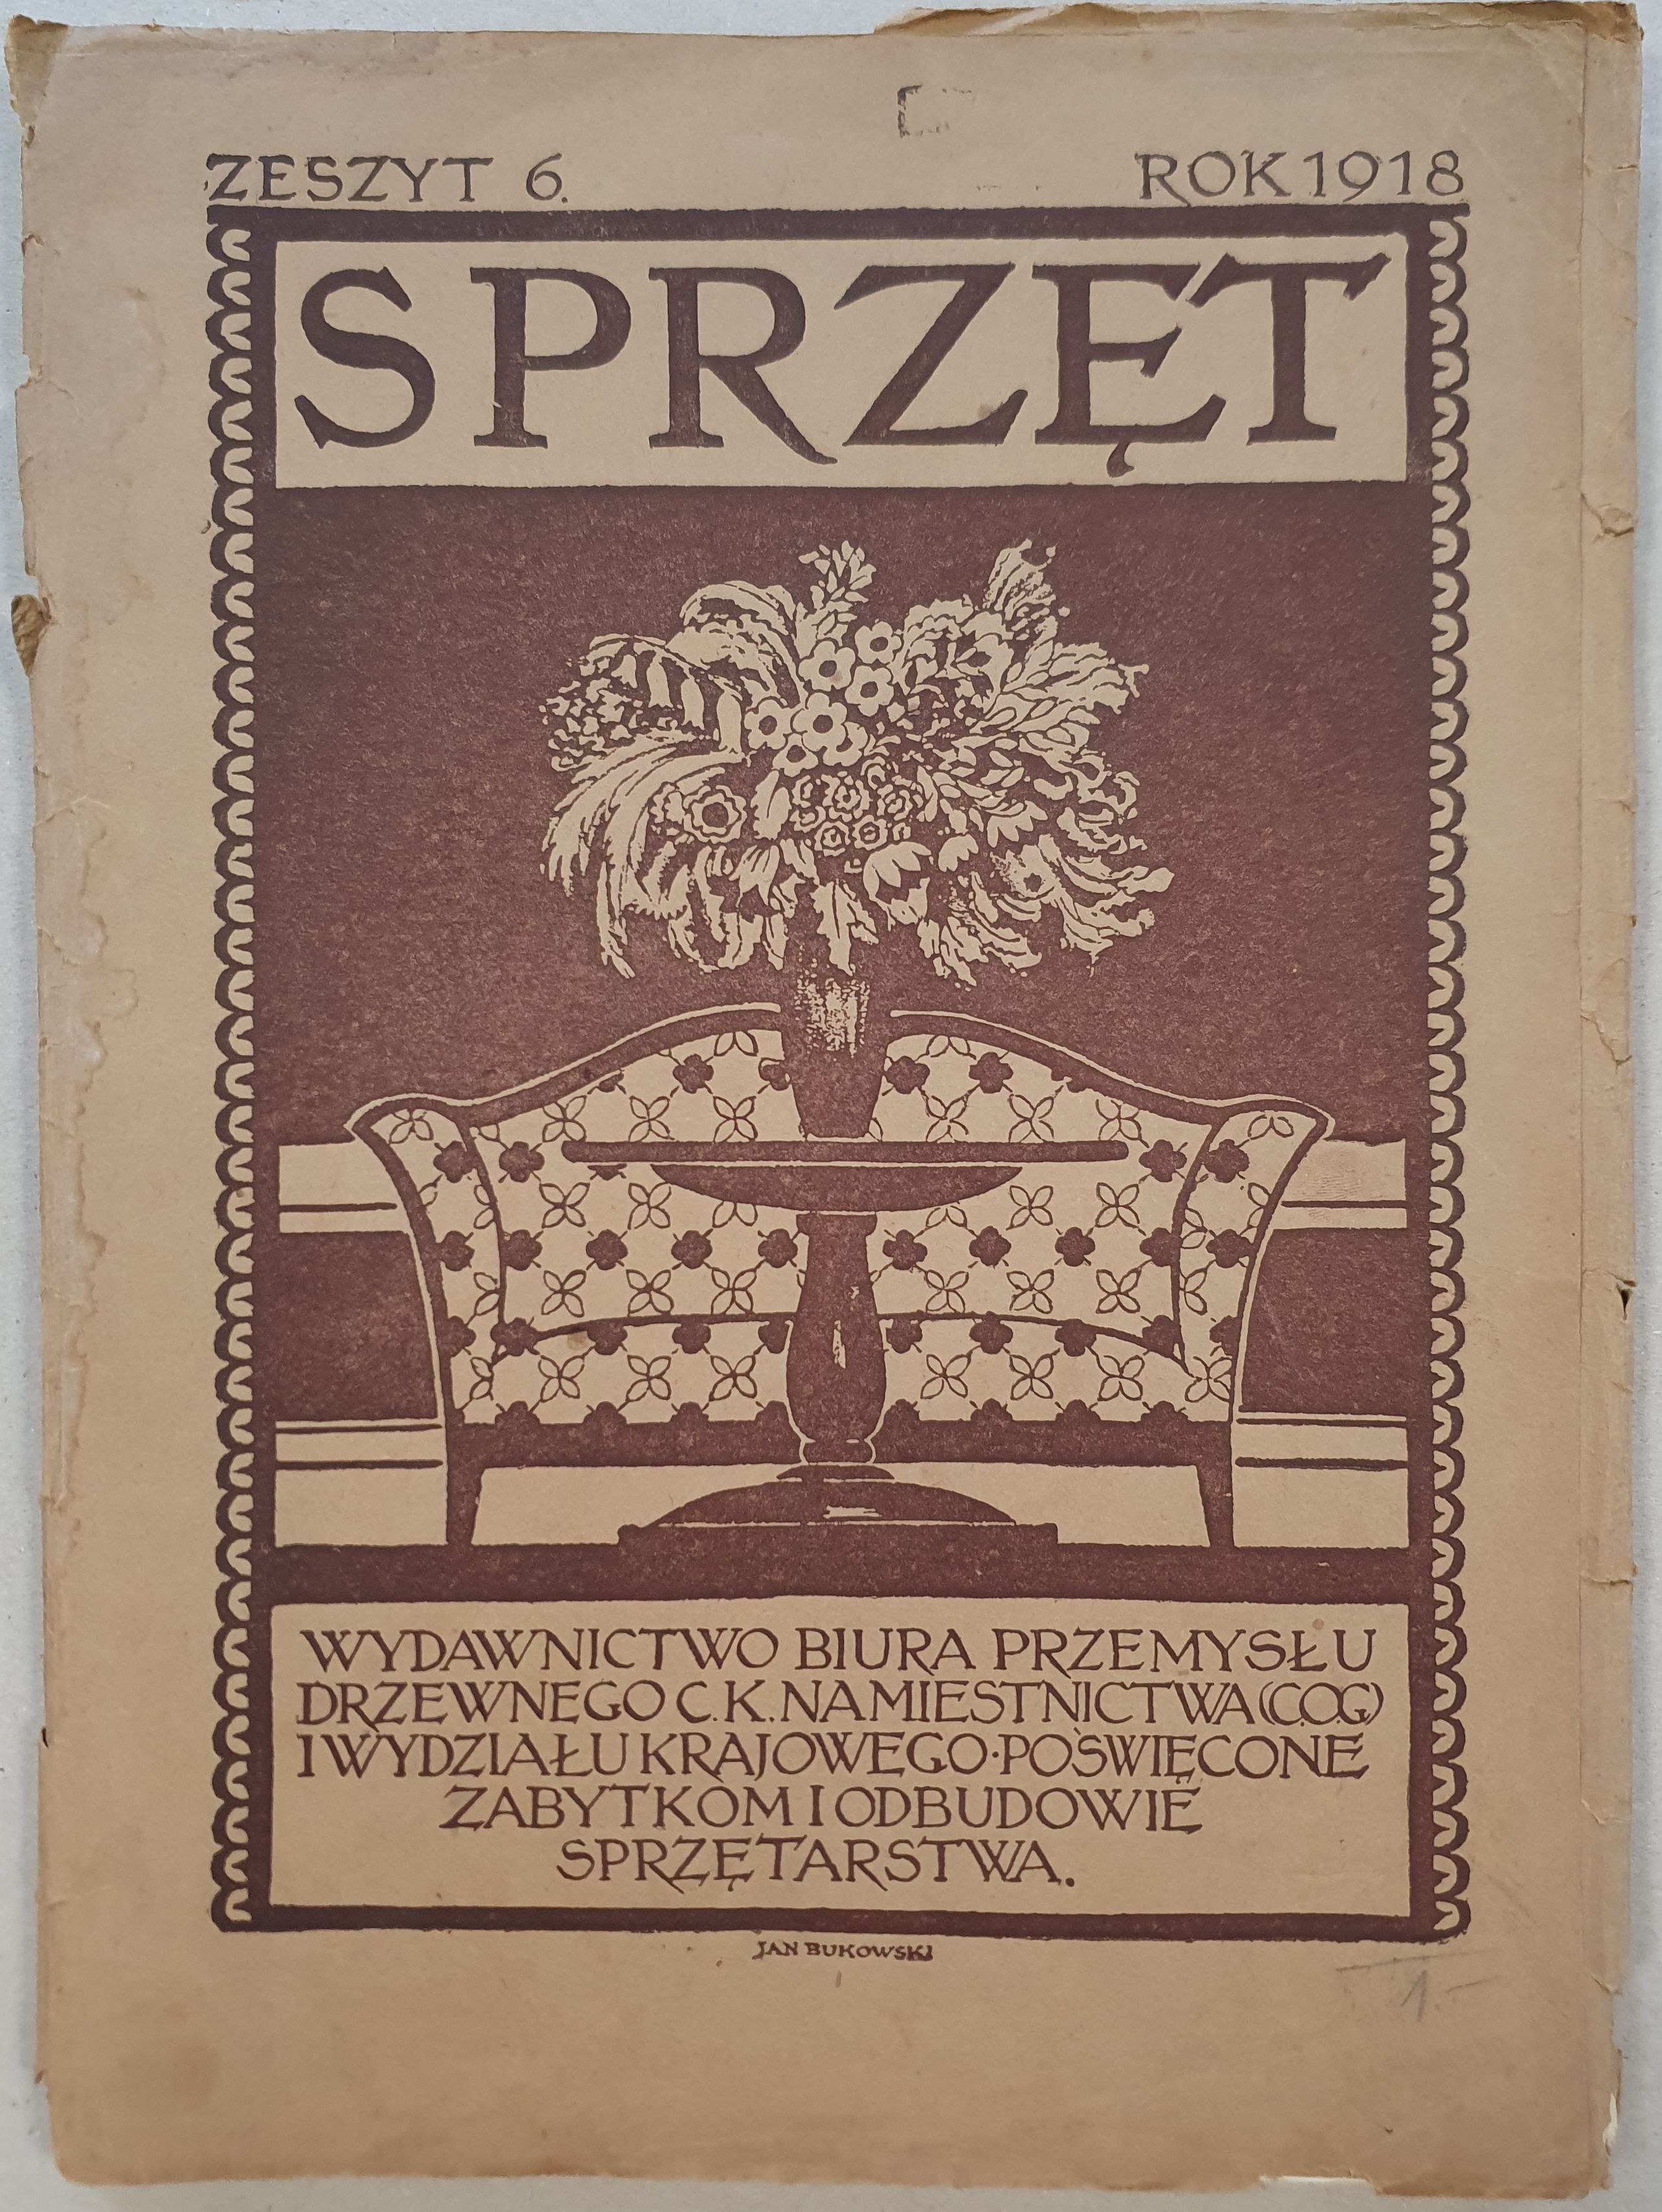 ZESZYT 6.
ROK 1918
SPRZĘT
WYDAWNICTWO BIURA PRZEMYSŁU
DRZEWNEGO C. K. NAMIESTNICTWA (C.O.G)
I WYDZIAŁU KRAJOWEGO · POŚWIĘCONE
ZABYTKOM I ODBUDOWIE
SPRZĘTARSTWA.
JAN BUKOWSKI
1.-